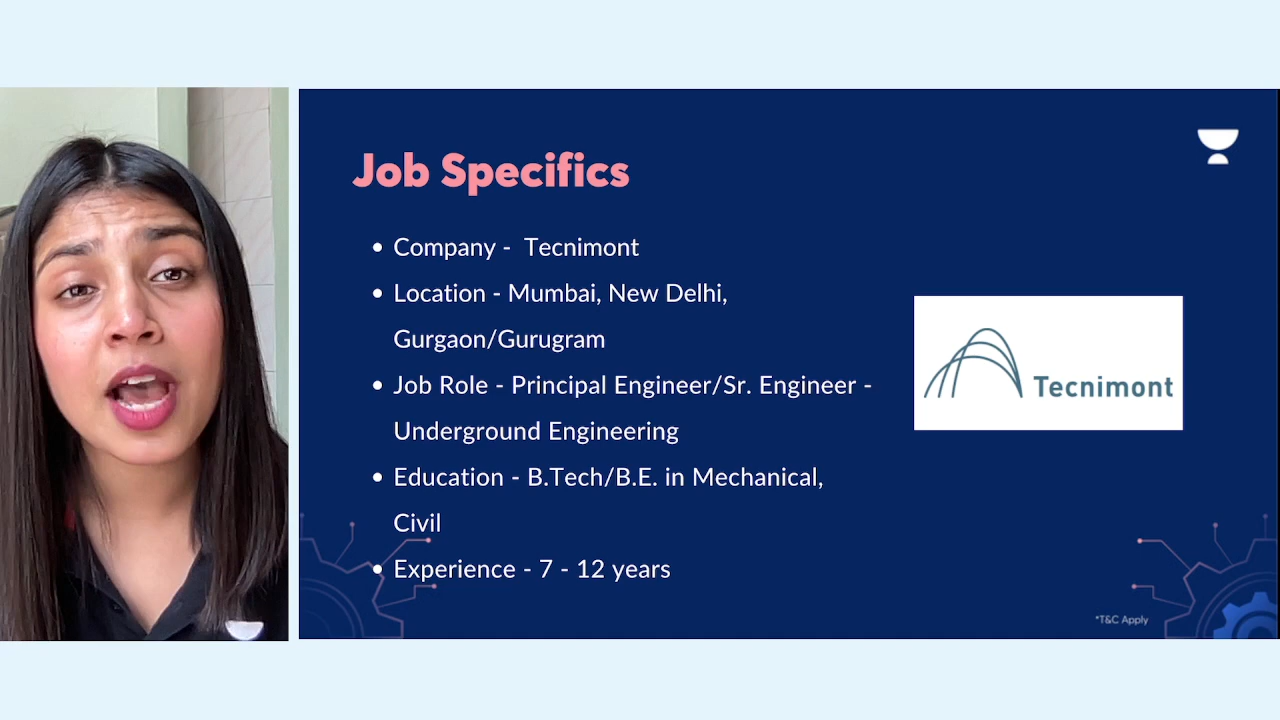 Job Specifics
Company - Tecnimont
Location - Mumbai, New Delhi,
Gurgaon/Gurugram
Job Role - Principal Engineer/Sr. Engineer -
Underground Engineering
Education - B.Tech/B.E. in Mechanical,
Civil
Experience - 7 - 12 years
Tecnimont
*T&C Apply